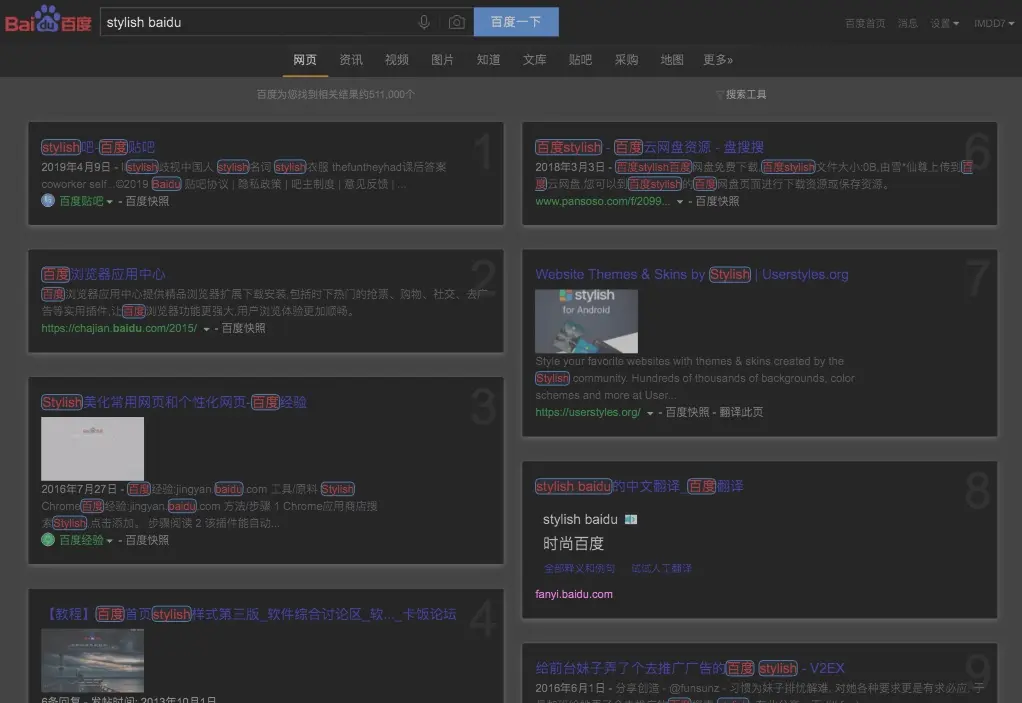 Bai du 百度
stylish baidu
百度一下
百度首页 消息 设置 IMDD7
网页 资讯 视频 图片 知道 文库 贴吧 采购 地图 更多»
百度为您找到相关结果约511,000个
搜索工具
1
stylish吧-百度贴吧
2019年4月9日 - stylish歧视中国人 stylish名词 stylish衣服 thefuntheyhad课后答案
coworker self...©2019 Baidu 贴吧协议 | 隐私政策 | 吧主制度 | 意见反馈 | ...
百度贴吧 - 百度快照
2
百度浏览器应用中心
百度浏览器应用中心提供精品浏览器扩展下载安装,包括时下热门的抢票、购物、社交、去广
告等实用插件,让百度浏览器功能更强大,用户浏览体验更加顺畅。
https://chajian.baidu.com/2015/ - 百度快照
3
Stylish美化常用网页和个性化网页-百度经验
2016年7月27日 - 百度经验:jingyan.baidu.com 工具/原料 Stylish
Chrome百度经验:jingyan.baidu.com 方法/步骤 1 Chrome应用商店搜
索Stylish,点击添加。 步骤阅读 2 该插件能自动...
百度经验 - 百度快照
4
【教程】百度首页stylish样式第三版_软件综合讨论区_软..._卡饭论坛
6条回复 - 发帖时间: 2013年10月1日
6
百度stylish - 百度云网盘资源 - 盘搜搜
2018年3月3日 - 百度stylish百度网盘免费下载,百度stylish文件大小:0B,由雪*仙尊上传到百
度云网盘,您可以到百度stylish的百度网盘页面进行下载资源或保存资源。
www.pansoso.com/f/2099... - 百度快照
7
Website Themes & Skins by Stylish | Userstyles.org
stylish
for Android
Style your favorite websites with themes & skins created by the
Stylish community. Hundreds of thousands of backgrounds, color
schemes and more at User...
https://userstyles.org/ - 百度快照 - 翻译此页
8
stylish baidu的中文翻译_百度翻译
stylish baidu
时尚百度
全部释义和例句 试试人工翻译
fanyi.baidu.com
9
给前台妹子弄了个去推广广告的百度 stylish - V2EX
2016年6月1日 - 分享创造 - @funsunz - 习惯为妹子排忧解难, 对她各种要求更是有求必应, 于